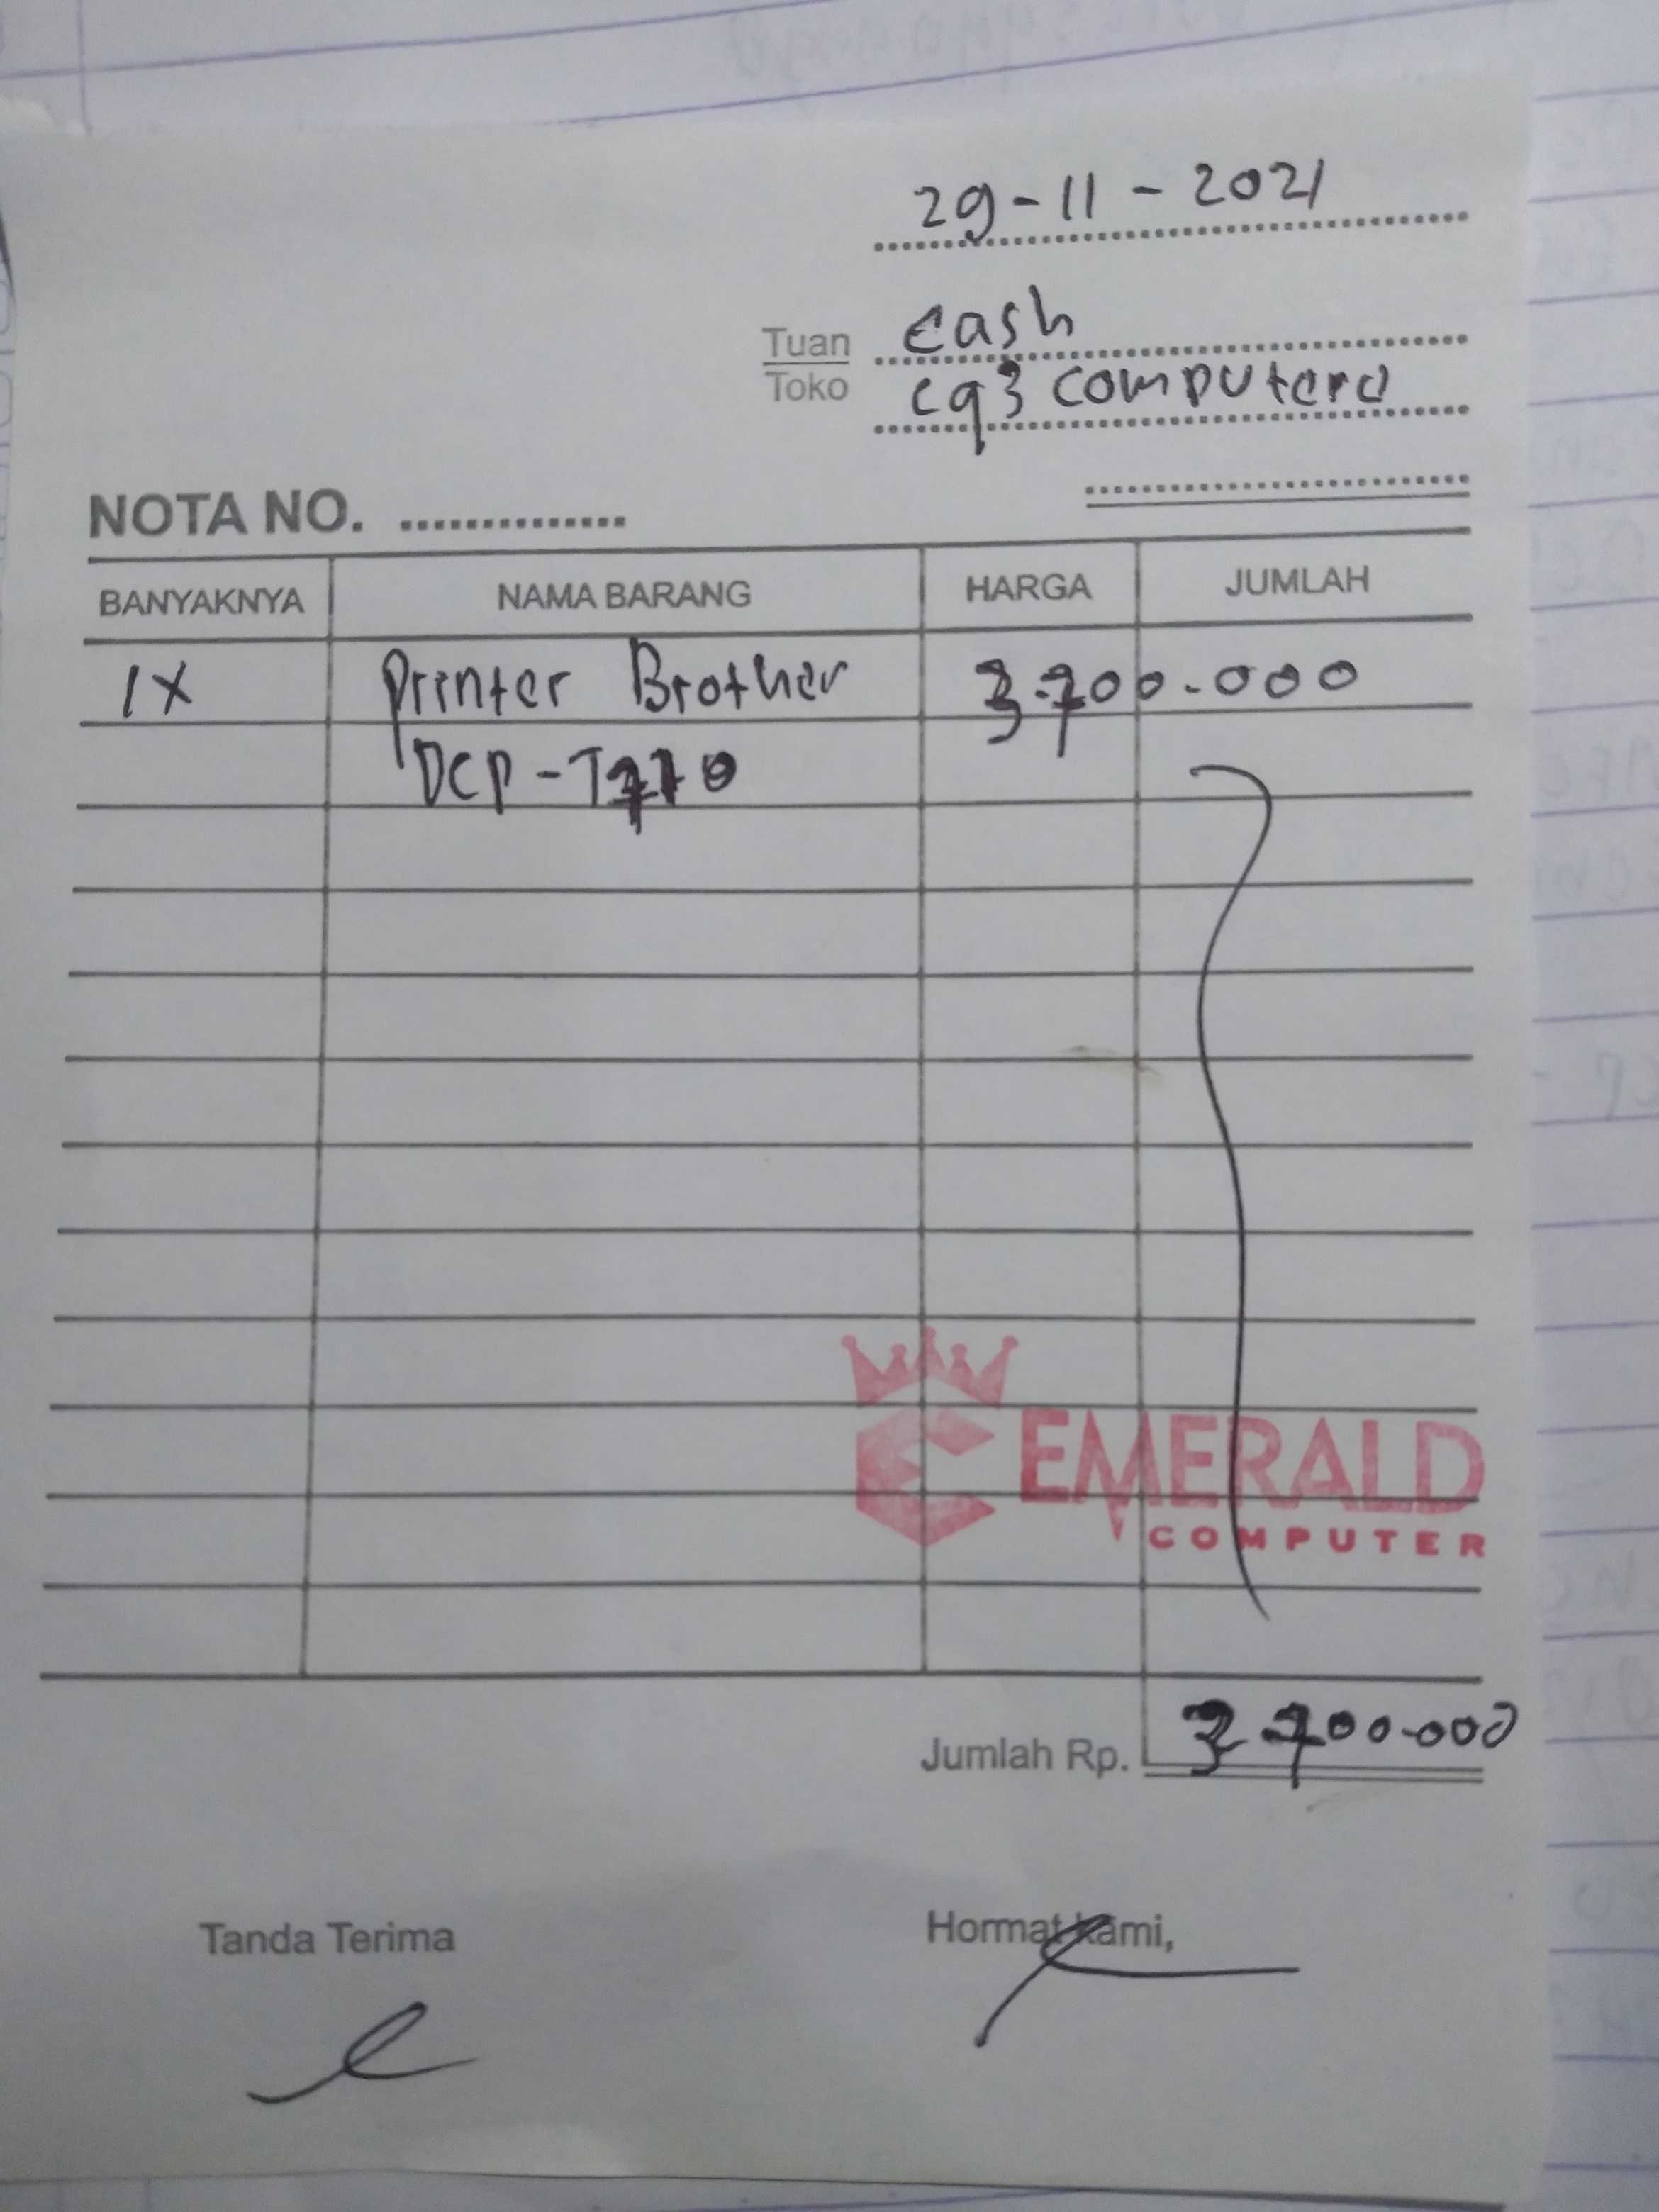 29-11-2021
Tuan cash
Toko cq3 computerd
NOTA NO. ..............
BANYAKNYA NAMA BARANG HARGA JUMLAH
1X Printer Brother 3.700.000
DCP-T770
EMERALD
COMPUTER
Jumlah Rp. 3.700.000
Tanda Terima Hormat kami,